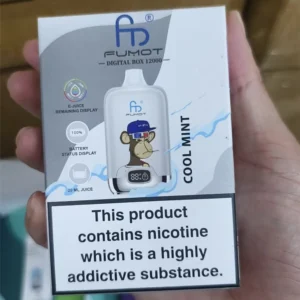 FUMOT
DIGITAL BOX 12000
E-JUICE
REMAINING DISPLAY
100%
BATTERY
STATUS DISPLAY
COOL MINT
This product
contains nicotine
which is a highly
addictive substance.